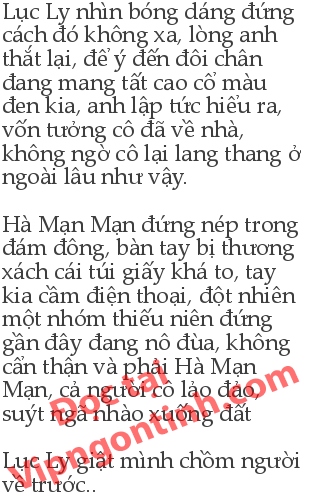 Lục Ly nhìn bóng dáng đứng
cách đó không xa, lòng anh
thắt lại, để ý đến đôi chân
đang mang tất cao cổ màu
đen kia, anh lập tức hiểu ra,
vốn tưởng cô đã về nhà,
không ngờ cô lại lang thang ở
ngoài lâu như vậy.
Hà Mạn Mạn đứng nép trong
đám đông, bàn tay bị thương
xách cái túi giấy khá to, tay
kia cầm điện thoại, đột nhiên
một nhóm thiếu niên đứng
gần đây đang nô đùa, không
cẩn thận va phải Hà Mạn
Mạn, cả người cô lảo đảo,
suýt ngã nhào xuống đất
Lục Ly giật mình chồm người
về trước..
Đọc tại
Vipngontinh.com